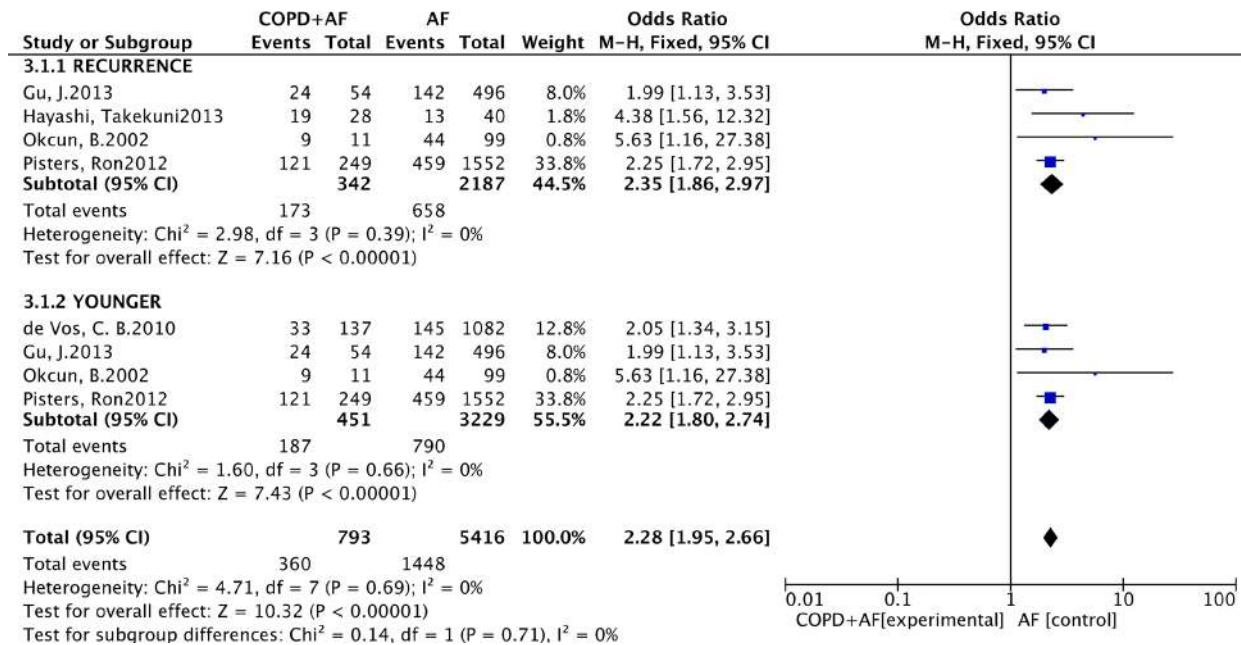 COPD+AF AF Odds Ratio Odds Ratio
Study or Subgroup Events Total Events Total Weight M-H, Fixed, 95% CI M-H, Fixed, 95% CI
3.1.1 RECURRENCE
Gu, J.2013 24 54 142 496 8.0% 1.99 [1.13, 3.53]
Hayashi, Takekuni2013 19 28 13 40 1.8% 4.38 [1.56, 12.32]
Okcun, B.2002 9 11 44 99 0.8% 5.63 [1.16, 27.38]
Pisters, Ron2012 121 249 459 1552 33.8% 2.25 [1.72, 2.95]
Subtotal (95% CI) 342 2187 44.5% 2.35 [1.86, 2.97]
Total events 173 658
Heterogeneity: Chi² = 2.98, df = 3 (P = 0.39); I² = 0%
Test for overall effect: Z = 7.16 (P < 0.00001)
3.1.2 YOUNGER
de Vos, C. B.2010 33 137 145 1082 12.8% 2.05 [1.34, 3.15]
Gu, J.2013 24 54 142 496 8.0% 1.99 [1.13, 3.53]
Okcun, B.2002 9 11 44 99 0.8% 5.63 [1.16, 27.38]
Pisters, Ron2012 121 249 459 1552 33.8% 2.25 [1.72, 2.95]
Subtotal (95% CI) 451 3229 55.5% 2.22 [1.80, 2.74]
Total events 187 790
Heterogeneity: Chi² = 1.60, df = 3 (P = 0.66); I² = 0%
Test for overall effect: Z = 7.43 (P < 0.00001)
Total (95% CI) 793 5416 100.0% 2.28 [1.95, 2.66]
Total events 360 1448
Heterogeneity: Chi² = 4.71, df = 7 (P = 0.69); I² = 0%
Test for overall effect: Z = 10.32 (P < 0.00001)
Test for subgroup differences: Chi² = 0.14, df = 1 (P = 0.71), I² = 0%
0.01 0.1 1 10 100
COPD+AF[experimental] AF [control]